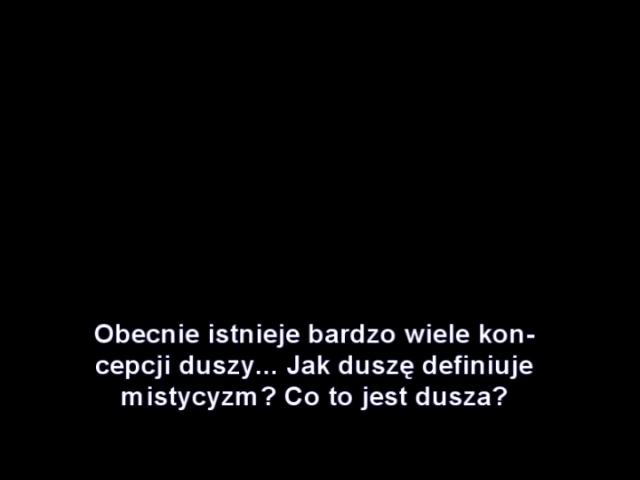 Obecnie istnieje bardzo wiele kon-
cepcji duszy... Jak duszę definiuje
mistycyzm? Co to jest dusza?